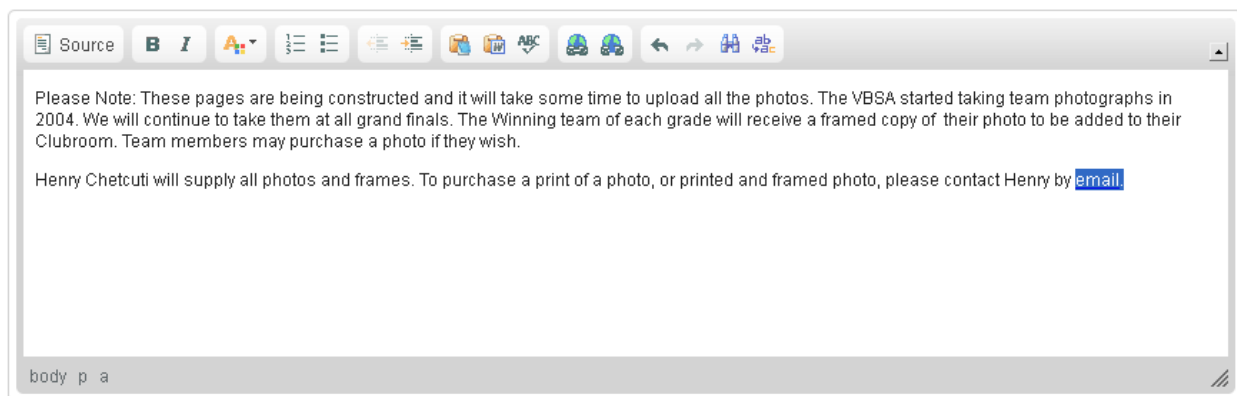 Source B I A ABC
Please Note: These pages are being constructed and it will take some time to upload all the photos. The VBSA started taking team photographs in
2004. We will continue to take them at all grand finals. The Winning team of each grade will receive a framed copy of their photo to be added to their
Clubroom. Team members may purchase a photo if they wish.
Henry Chetcuti will supply all photos and frames. To purchase a print of a photo, or printed and framed photo, please contact Henry by email.
body p a